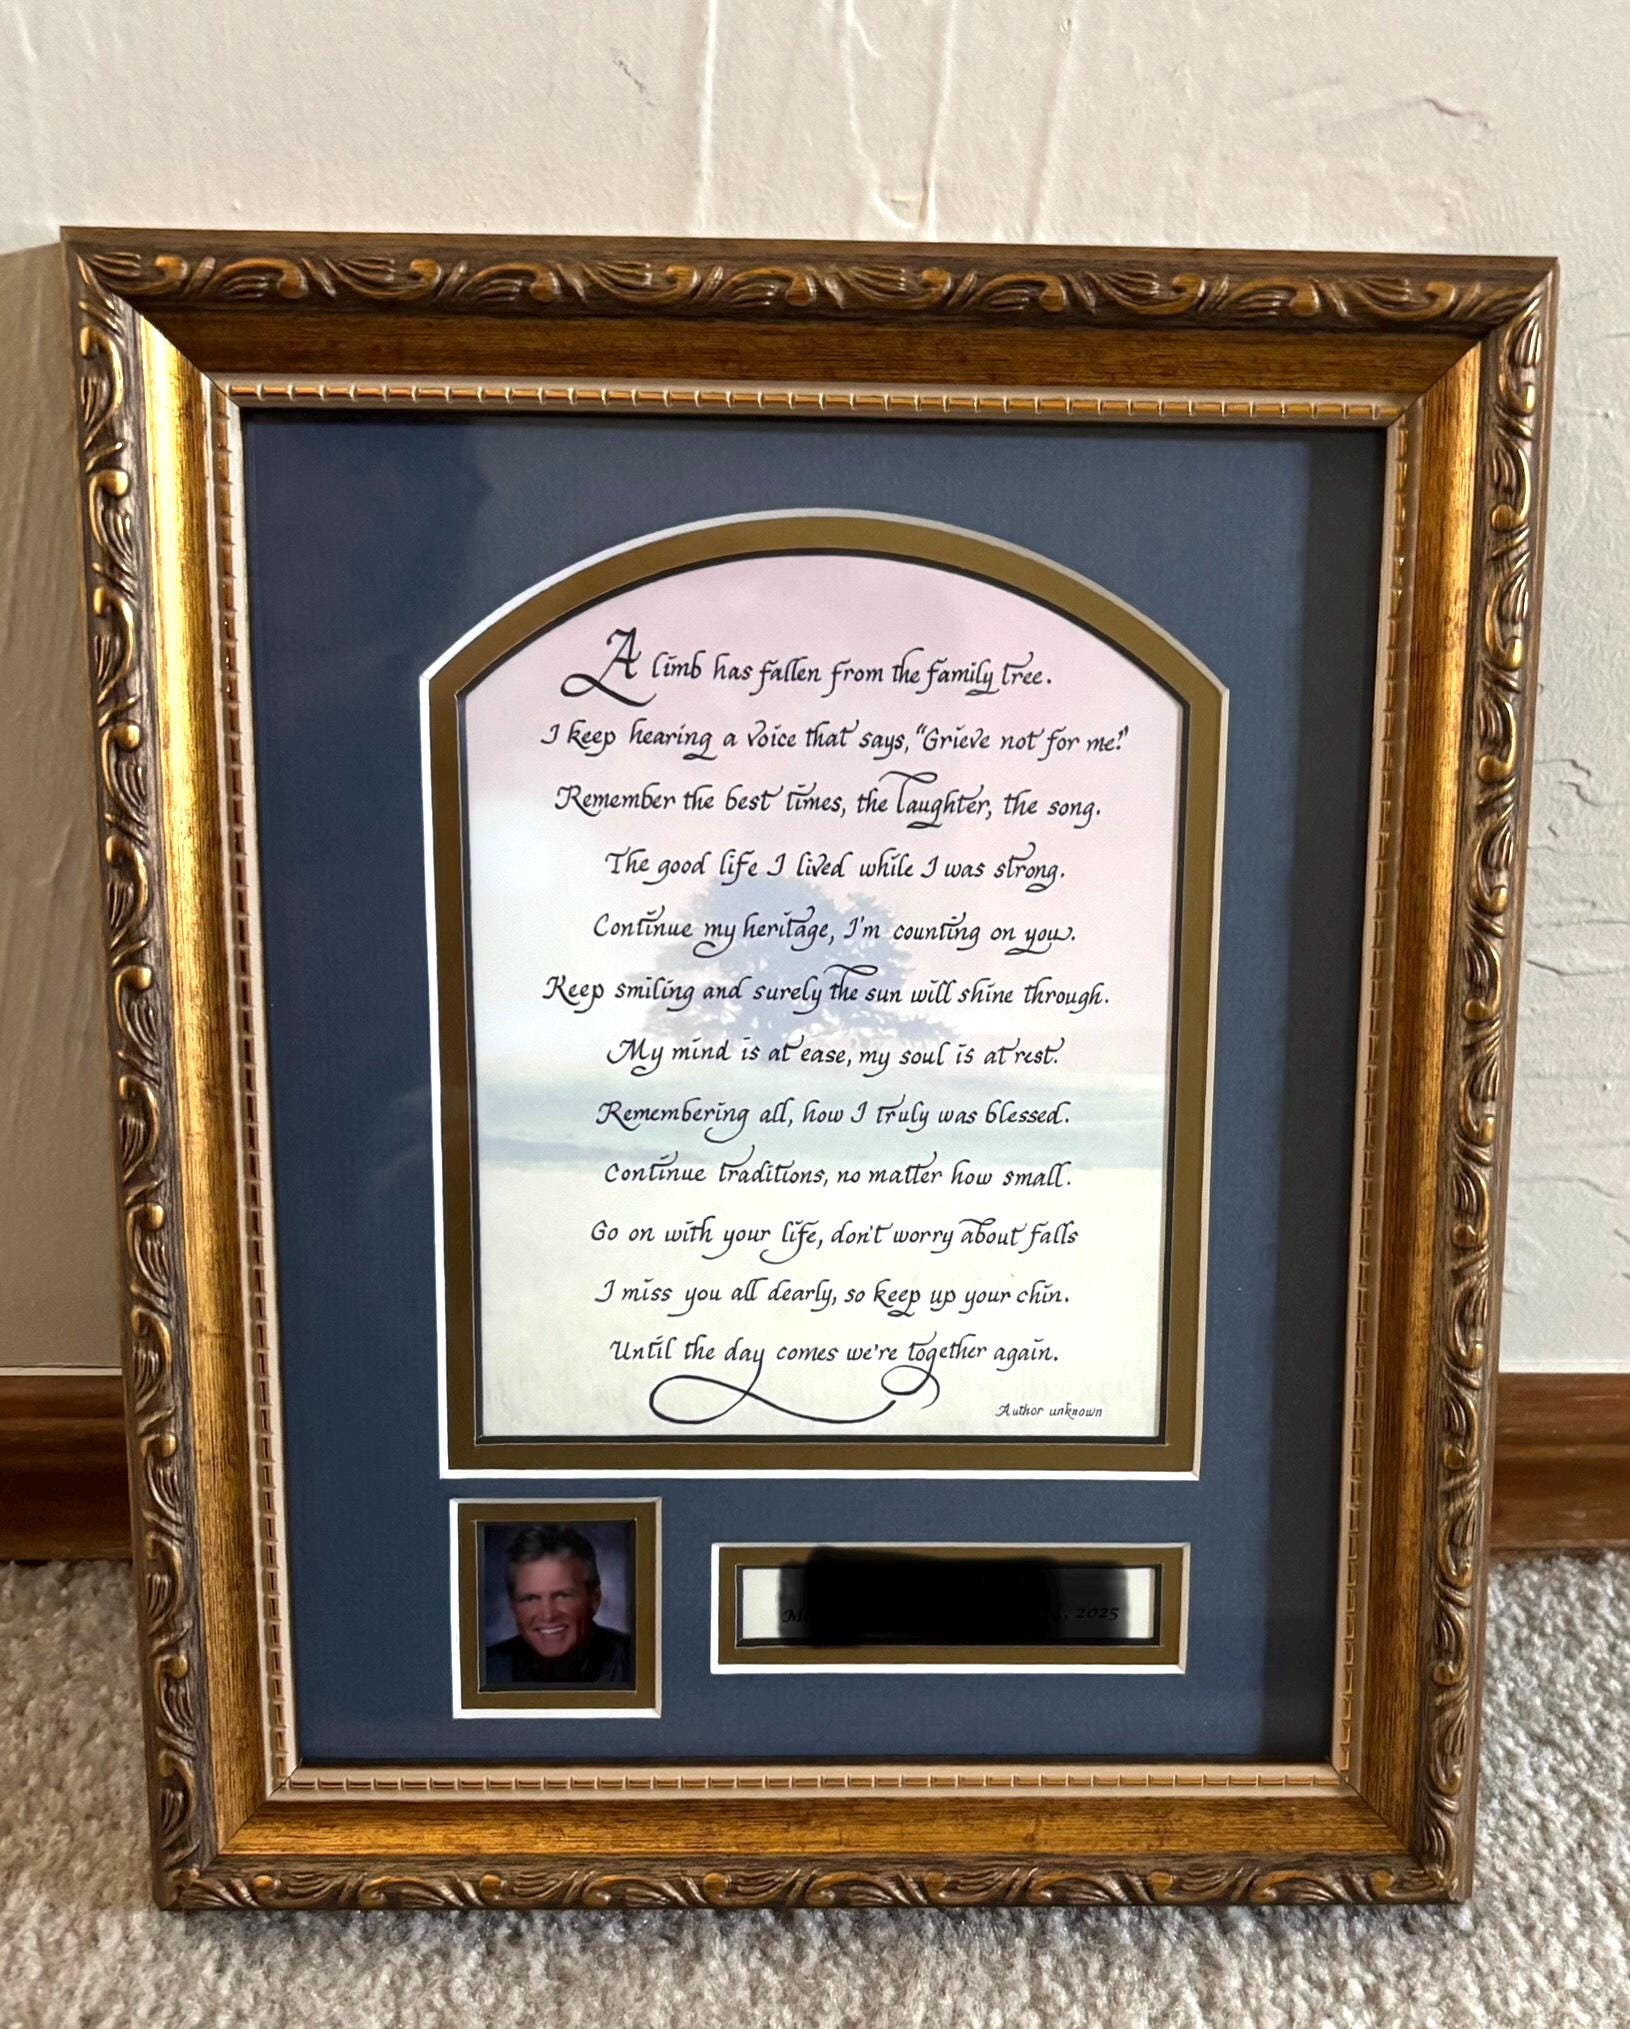 A limb has fallen from the family tree.
I keep hearing a voice that says, "Grieve not for me."
Remember the best times, the laughter, the song.
The good life I lived while I was strong.
Continue my heritage, I'm counting on you.
Keep smiling and surely the sun will shine through.
My mind is at ease, my soul is at rest.
Remembering all, how I truly was blessed.
Continue traditions, no matter how small.
Go on with your life, don't worry about falls
I miss you all dearly, so keep up your chin.
Until the day comes we're together again.
Author unknown
2025